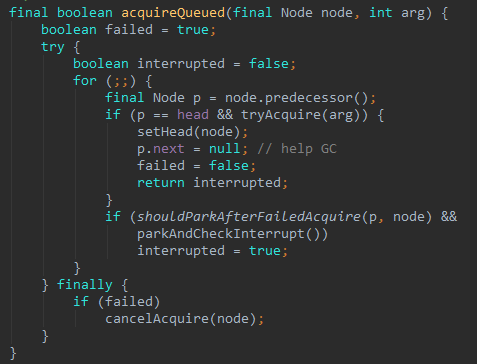 final boolean acquireQueued(final Node node, int arg) {
    boolean failed = true;
    try {
        boolean interrupted = false;
        for (;;) {
            final Node p = node.predecessor();
            if (p == head && tryAcquire(arg)) {
                setHead(node);
                p.next = null; // help GC
                failed = false;
                return interrupted;
            }
            if (shouldParkAfterFailedAcquire(p, node) &&
                parkAndCheckInterrupt())
                interrupted = true;
        }
    } finally {
        if (failed)
            cancelAcquire(node);
    }
}